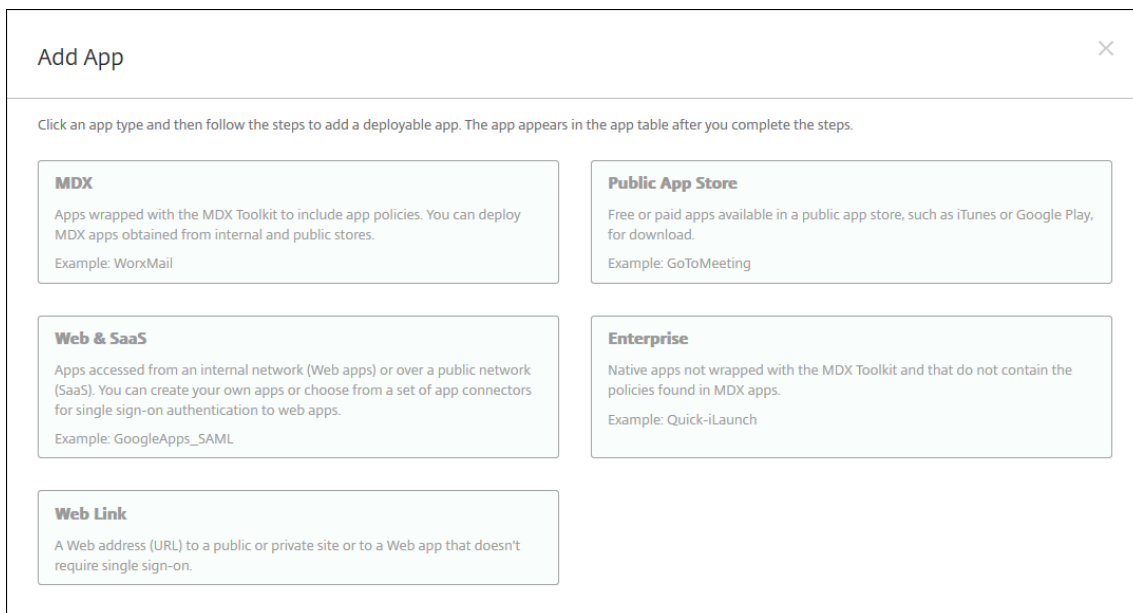 Add App
Click an app type and then follow the steps to add a deployable app. The app appears in the app table after you complete the steps.
MDX
Apps wrapped with the MDX Toolkit to include app policies. You can deploy
MDX apps obtained from internal and public stores.
Example: WorxMail
Public App Store
Free or paid apps available in a public app store, such as iTunes or Google Play,
for download.
Example: GoToMeeting
Web & SaaS
Apps accessed from an internal network (Web apps) or over a public network
(SaaS). You can create your own apps or choose from a set of app connectors
for single sign-on authentication to web apps.
Example: GoogleApps_SAML
Enterprise
Native apps not wrapped with the MDX Toolkit and that do not contain the
policies found in MDX apps.
Example: Quick-iLaunch
Web Link
A Web address (URL) to a public or private site or to a Web app that doesn't
require single sign-on.